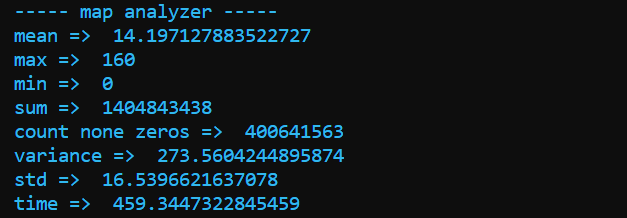 ----- map analyzer -----
mean => 14.197127883522727
max => 160
min => 0
sum => 1404843438
count none zeros => 400641563
variance => 273.5604244895874
std => 16.5396621637078
time => 459.3447322845459